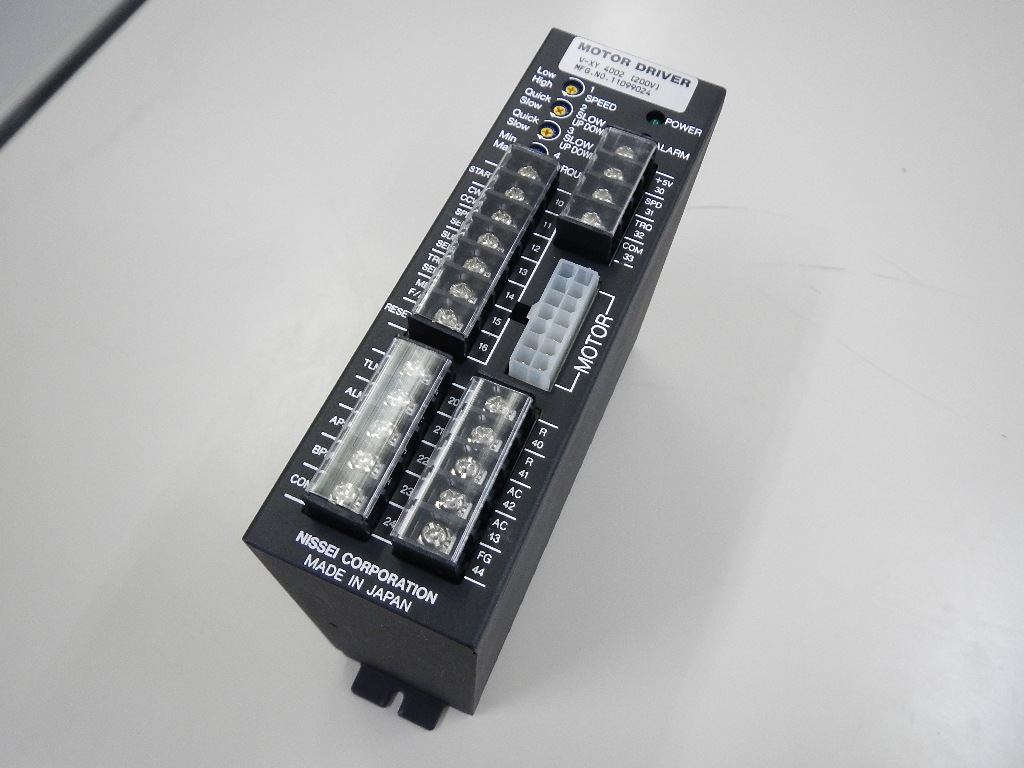 MOTOR DRIVER
V-XY 4002 [200V]
MFG.NO.11D99024
Low
High
1
SPEED
Quick
Slow
2
SLOW
UP DOWN
Quick
Slow
3
SLOW
UP DOWN
Min
4
POWER
ALARM
+5V
30
SPD
31
TRQ
32
COM
33
10
11
12
13
14
15
16
MOTOR
20
21
22
23
24
R
40
R
41
AC
42
AC
43
FG
44
NISSEI CORPORATION
MADE IN JAPAN